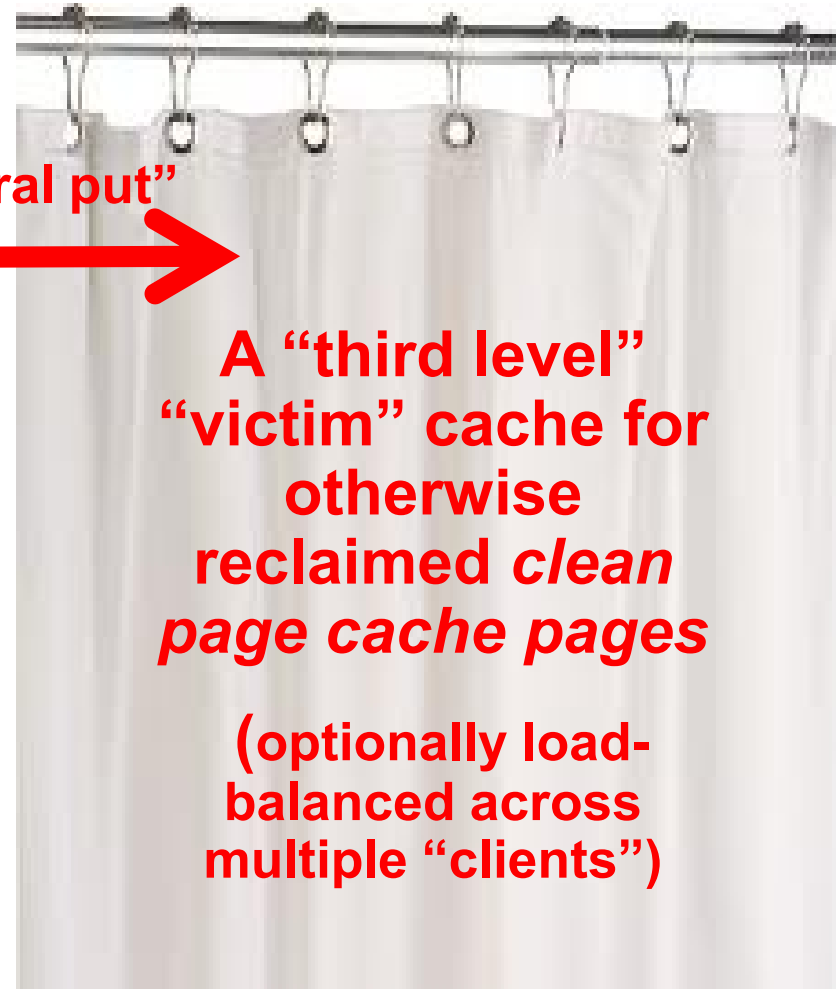 ral put”
A “third level”
“victim” cache for
otherwise
reclaimed clean
page cache pages
(optionally load-
balanced across
multiple “clients”)